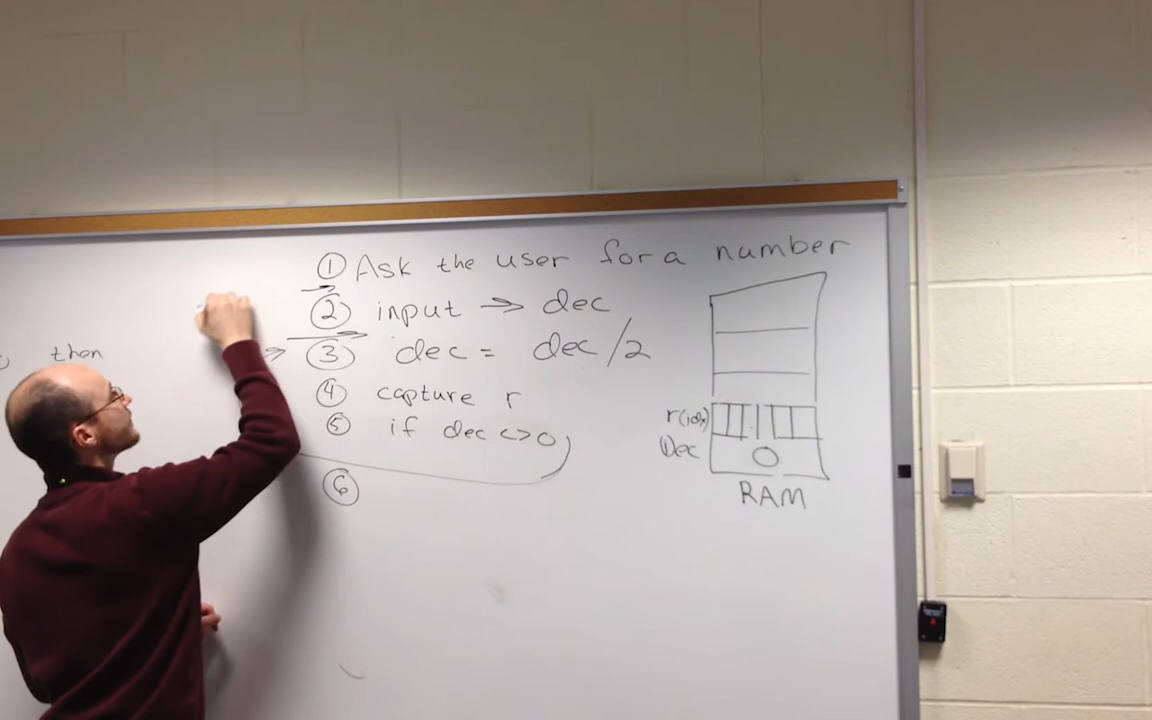 ① Ask the user for a number
② input → dec
③ dec = dec/2
④ capture r
⑤ if dec <> 0
⑥
then
r(idx)
Dec
0
RAM